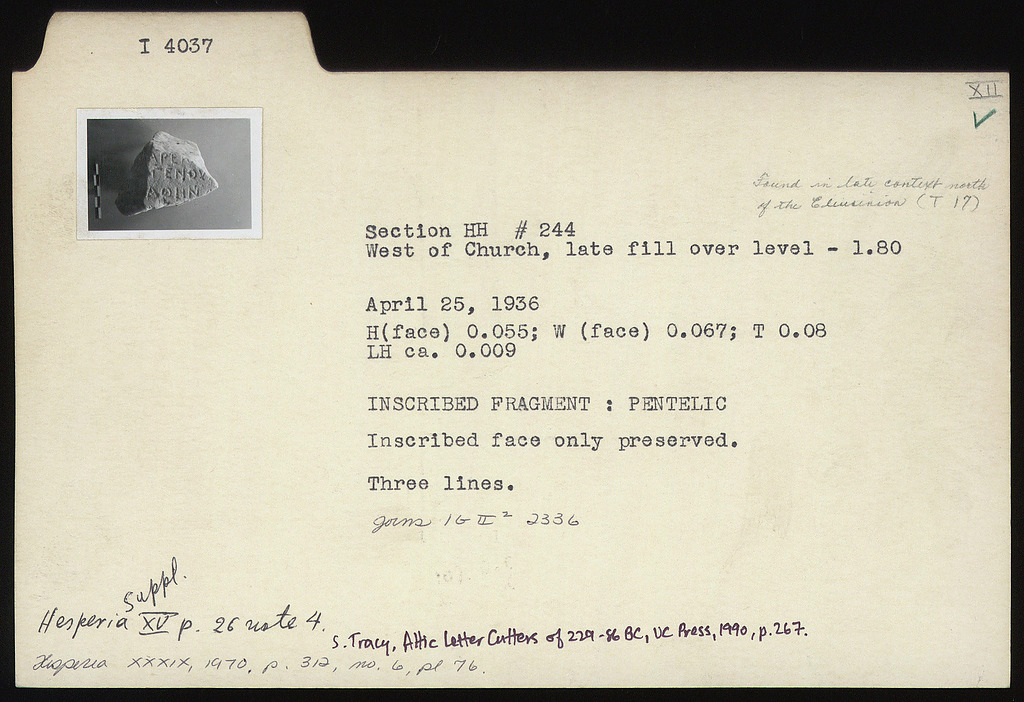 I 4037
XII
Found in late context north
of the Eleusinion (T 17)
Section HH # 244
West of Church, late fill over level - 1.80
April 25, 1936
H(face) 0.055; W (face) 0.067; T 0.08
LH ca. 0.009
INSCRIBED FRAGMENT : PENTELIC
Inscribed face only preserved.
Three lines.
joins IG II² 2336
Hesperia Suppl. XV p. 26 note 4.
S. Tracy, Attic Letter Cutters of 229-86 BC, UC Press, 1990, p. 267.
Hesperia XXXIX, 1970, p. 312, no. 6, pl 76.